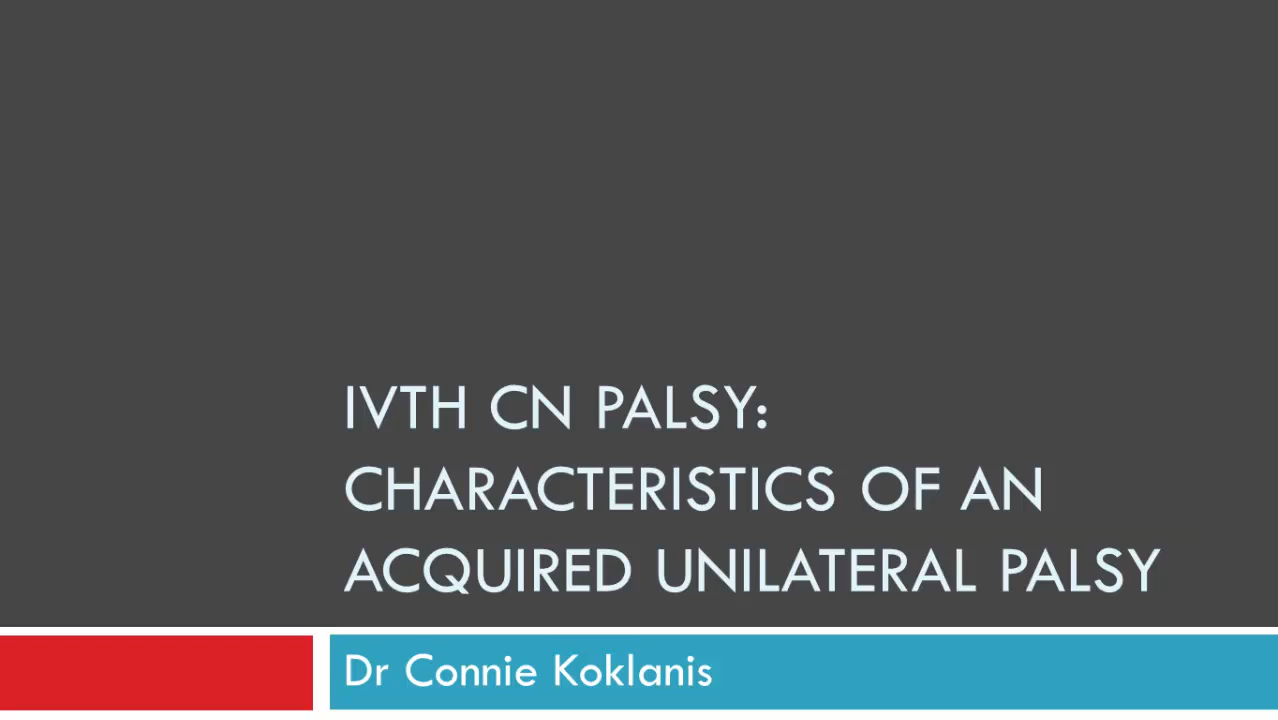 IVTH CN PALSY:
CHARACTERISTICS OF AN
ACQUIRED UNILATERAL PALSY
Dr Connie Koklanis